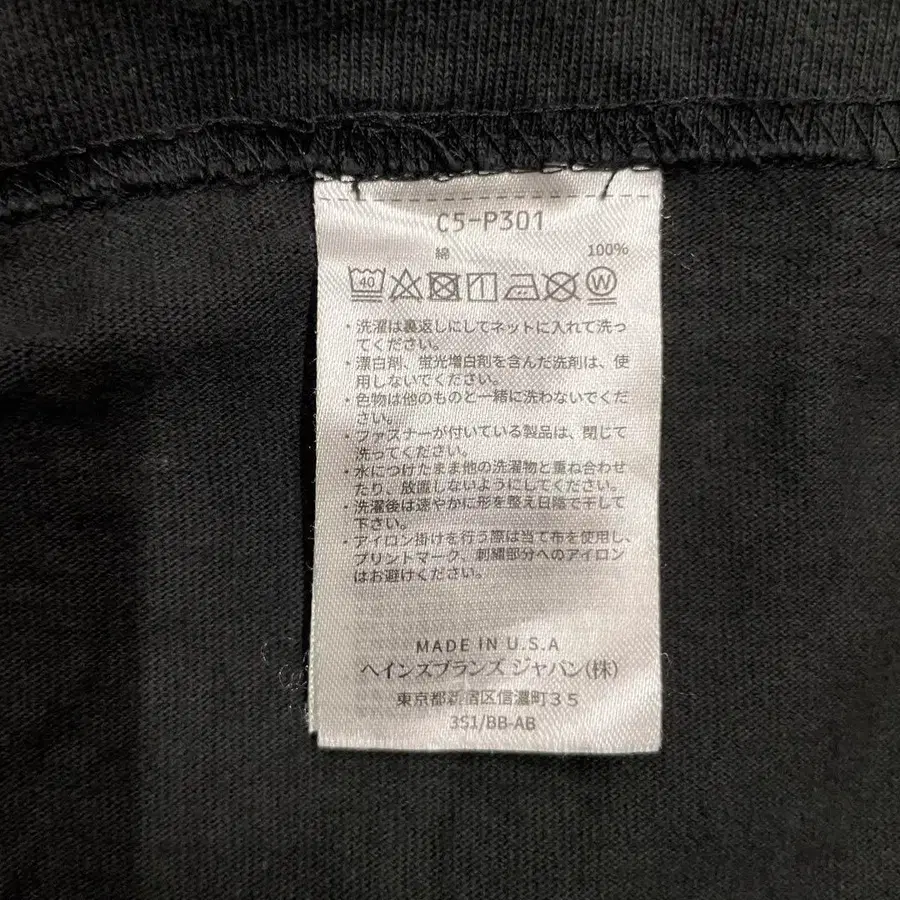 C5-P301
綿 100%
40 W
・洗濯は裏返しにしてネットに入れて洗っ
てください。
・漂白剤、蛍光増白剤を含んだ洗剤は、使
用しないでください。
・色物は他のものと一緒に洗わないでくだ
さい。
・ファスナーが付いている製品は、閉じて
洗ってください。
・水につけたまま他の洗濯物と重ね合わせ
たり、放置しないようにしてください。
・洗濯後は速やかに形を整え日陰で干して
下さい。
・アイロン掛けを行う際は当て布を使用し、
プリントマーク、刺繍部分へのアイロン
はお避けください。
MADE IN U.S.A
ヘインズブランズ ジャパン(株)
東京都新宿区信濃町35
3S1/BB-AB